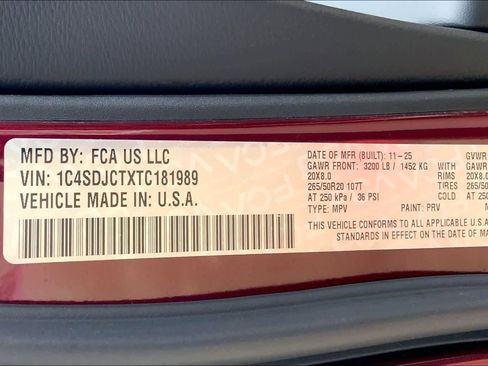 MFD BY: FCA US LLC
VIN: 1C4SDJCTXTC181989
VEHICLE MADE IN: U.S.A.
DATE OF MFR (BUILT): 11-25 GVWR
GAWR FRONT: 3200 LB / 1452 KG GAWR
20X8.0 RIMS 20X8.0
265/50R20 107T TIRES 265/50
AT 250 kPa / 36 PSI COLD AT 250
TYPE: MPV PAINT: PRV
THIS VEHICLE CONFORMS TO ALL APPLICABLE U.S.A
STANDARDS IN EFFECT ON THE DATE OF MA